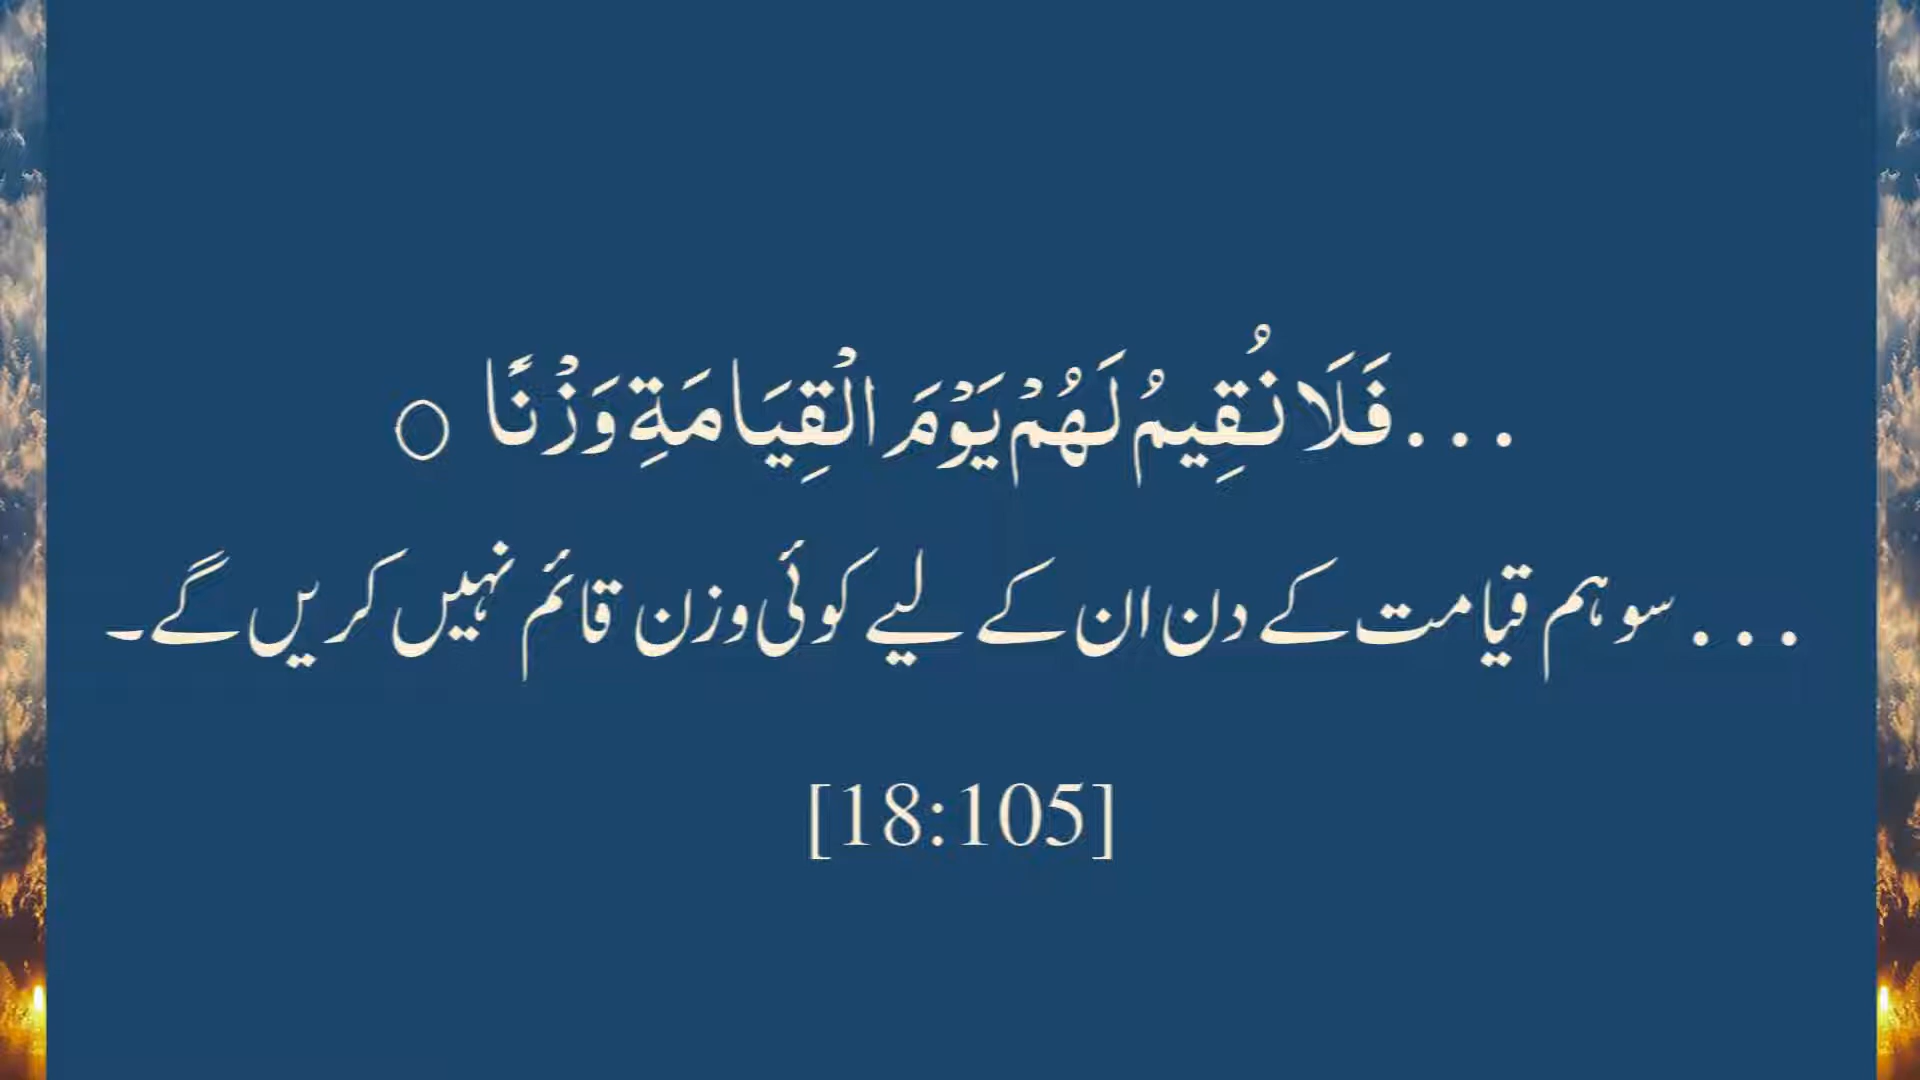 ...فَلَا نُقِيمُ لَهُمْ يَوْمَ الْقِيَامَةِ وَزْنًا ○
... سو ہم قیامت کے دن ان کے لیے کوئی وزن قائم نہیں کریں گے۔
[18:105]